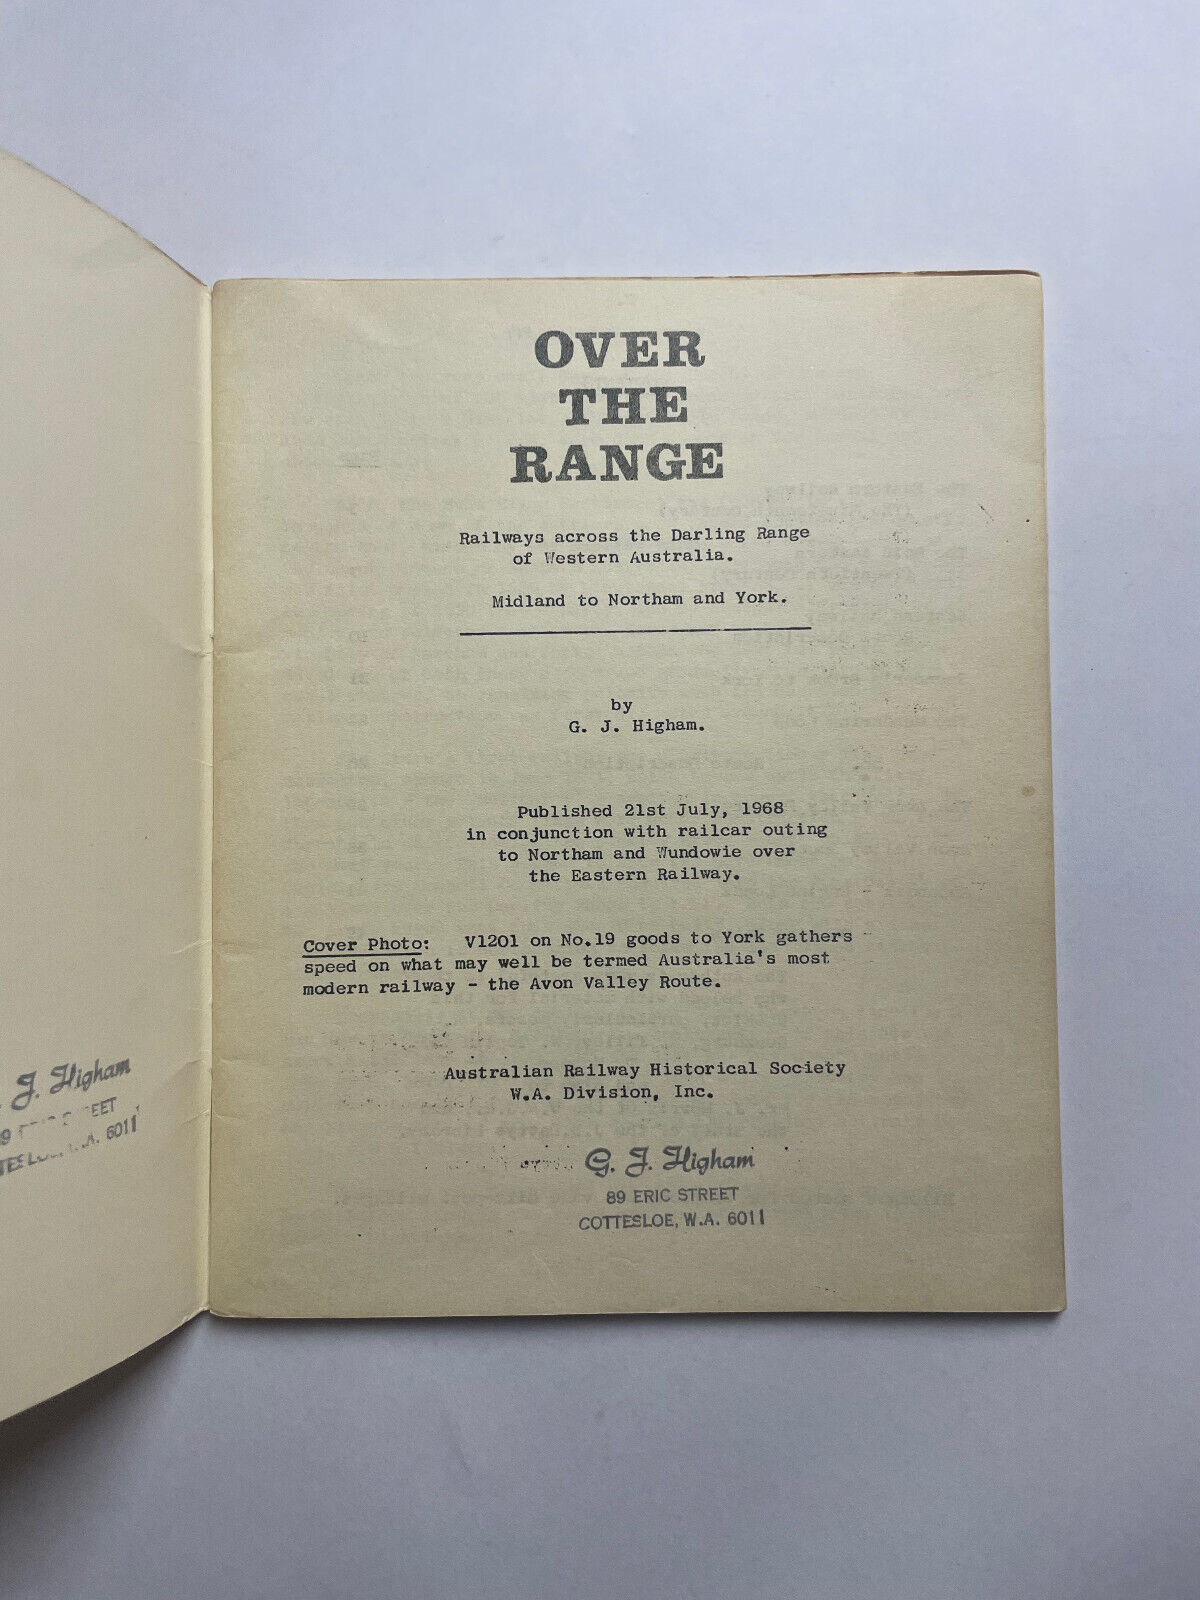 J. Higham
COTTESLOE, W.A. 6011
OVER
THE
RANGE
Railways across the Darling Range
of Western Australia.
Midland to Northam and York.
by
G. J. Higham.
Published 21st July, 1968
in conjunction with railcar outing
to Northam and Wundowie over
the Eastern Railway.
Cover Photo: V1201 on No.19 goods to York gathers
speed on what may well be termed Australia's most
modern railway - the Avon Valley Route.
Australian Railway Historical Society
W.A. Division, Inc.
G. J. Higham
89 ERIC STREET
COTTESLOE, W.A. 6011